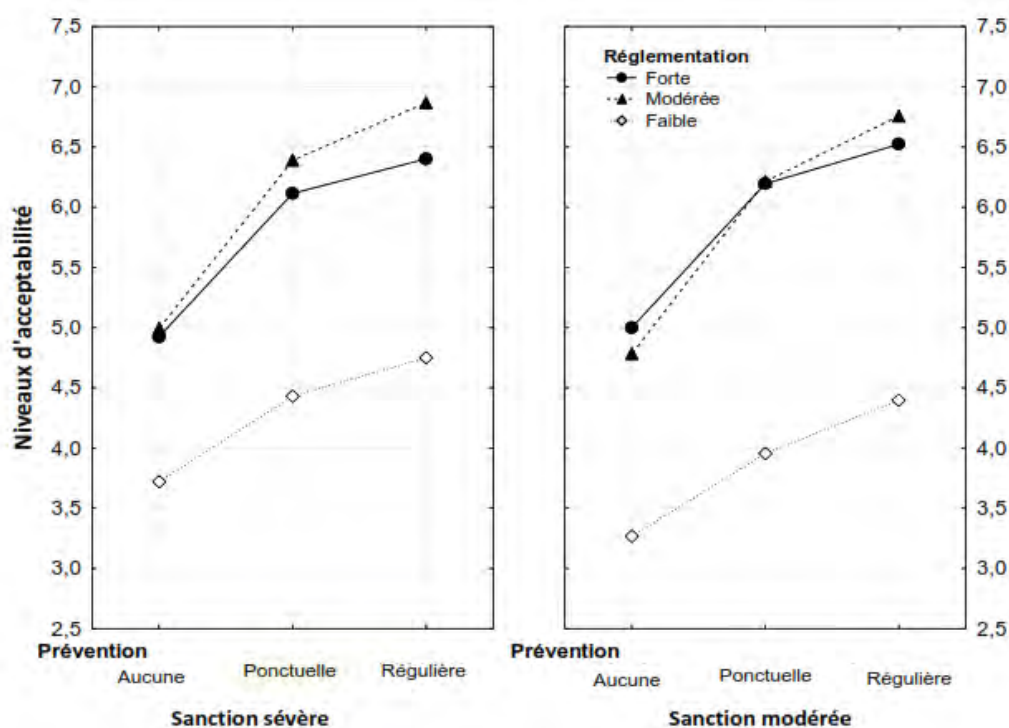 7,5
7,0
6,5
6,0
5,5
5,0
4,5
4,0
3,5
3,0
2,5
Niveaux d'accceptabilité
Prévention
Aucune
Ponctuelle
Régulière
Sanction sévère
Réglementation
Forte
Modérée
Faible
7,5
7,0
6,5
6,0
5,5
5,0
4,5
4,0
3,5
3,0
2,5
Prévention
Aucune
Ponctuelle
Régulière
Sanction modérée